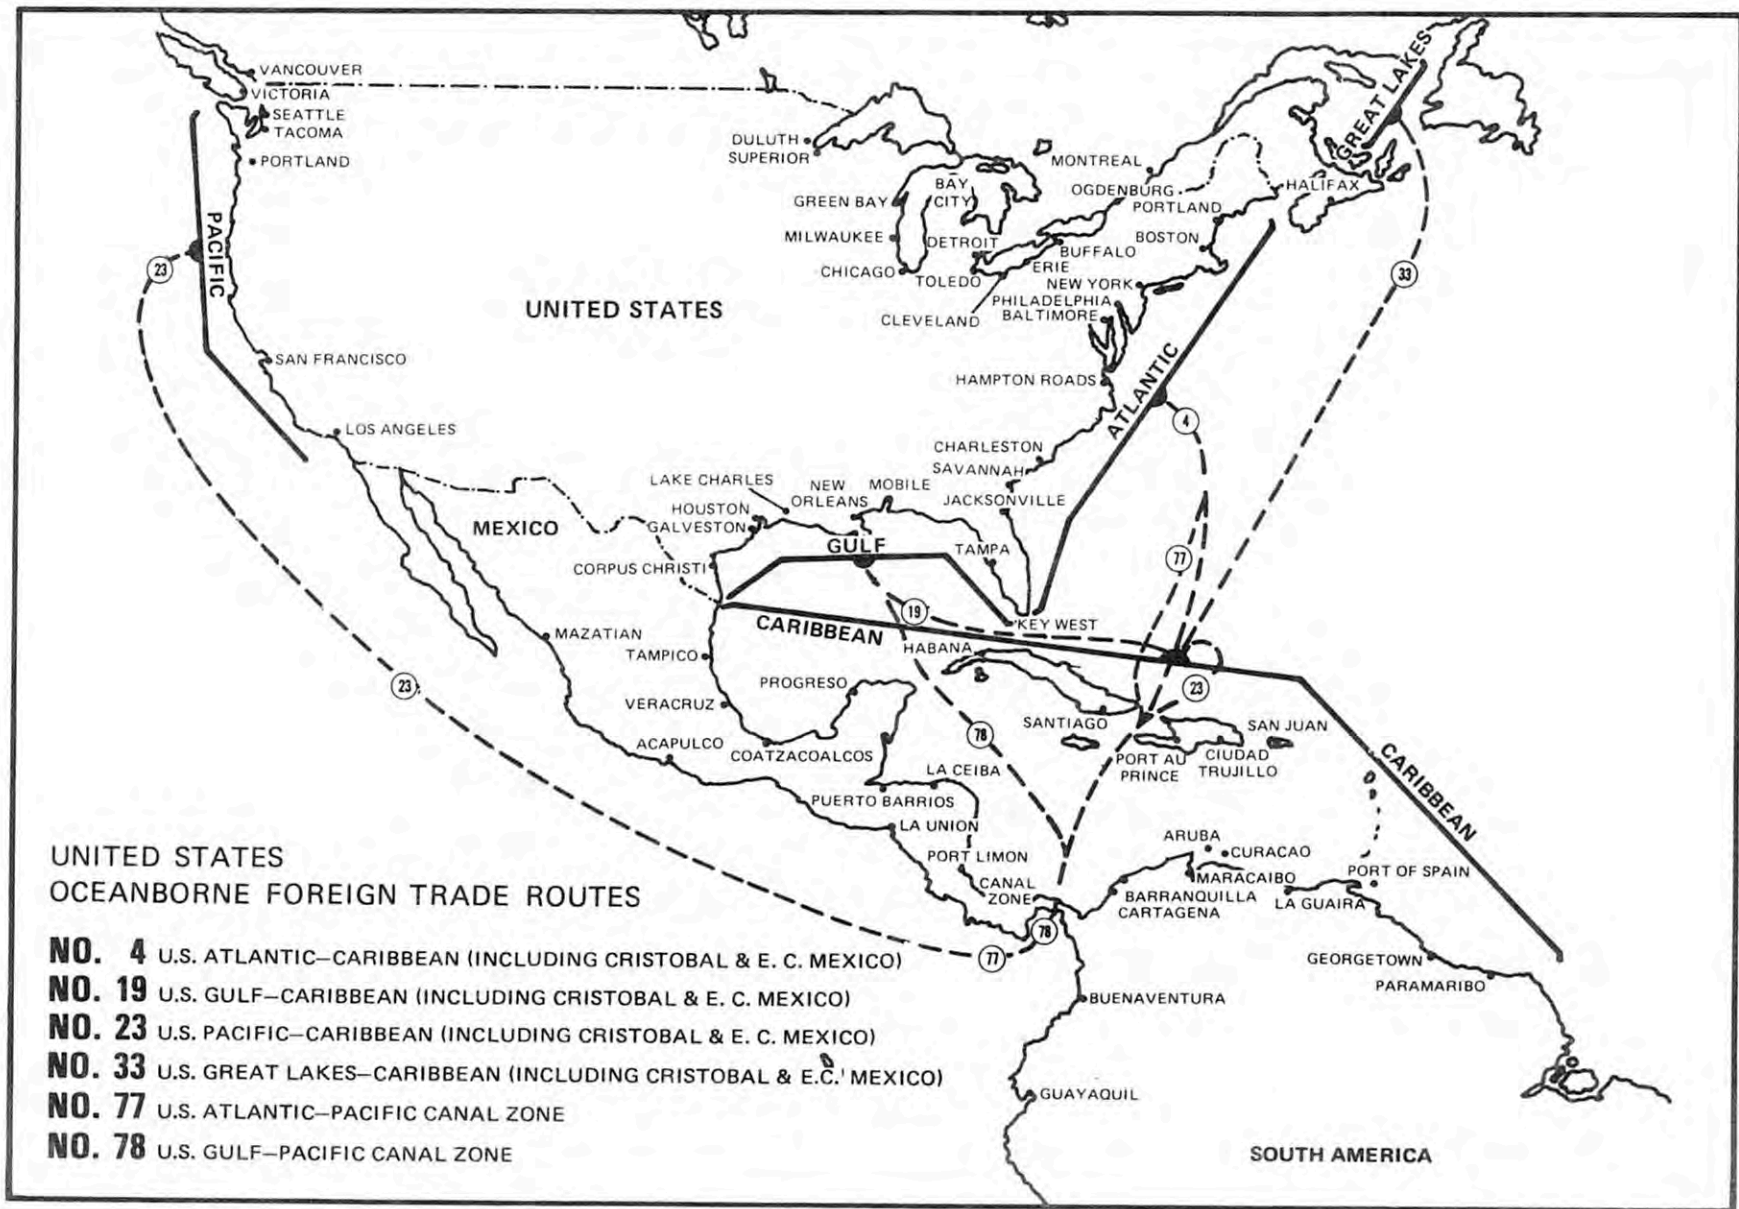 VANCOUVER
VICTORIA
SEATTLE
TACOMA
PORTLAND
PACIFIC
23
SAN FRANCISCO
LOS ANGELES
UNITED STATES
MEXICO
DULUTH
SUPERIOR
GREEN BAY
BAY
CITY
MILWAUKEE
DETROIT
CHICAGO
TOLEDO
CLEVELAND
ERIE
BUFFALO
MONTREAL
OGDENBURG
PORTLAND
BOSTON
HALIFAX
GREAT LAKES
33
NEW YORK
PHILADELPHIA
BALTIMORE
HAMPTON ROADS
ATLANTIC
4
CHARLESTON
SAVANNAH
JACKSONVILLE
LAKE CHARLES
NEW
ORLEANS
MOBILE
HOUSTON
GALVESTON
GULF
TAMPA
CORPUS CHRISTI
77
19
KEY WEST
CARIBBEAN
HABANA
MAZATIAN
TAMPICO
23
PROGRESO
VERACRUZ
23
SANTIAGO
SAN JUAN
78
ACAPULCO
COATZACOALCOS
PORT AU
PRINCE
CIUDAD
TRUJILLO
CARIBBEAN
LA CEIBA
PUERTO BARRIOS
LA UNION
ARUBA
CURACAO
PORT LIMON
MARACAIBO
PORT OF SPAIN
CANAL
ZONE
BARRANQUILLA
CARTAGENA
LA GUAIRA
78
77
GEORGETOWN
PARAMARIBO
BUENAVENTURA
GUAYAQUIL
SOUTH AMERICA
UNITED STATES
OCEANBORNE FOREIGN TRADE ROUTES
NO. 4 U.S. ATLANTIC–CARIBBEAN (INCLUDING CRISTOBAL & E. C. MEXICO)
NO. 19 U.S. GULF–CARIBBEAN (INCLUDING CRISTOBAL & E. C. MEXICO)
NO. 23 U.S. PACIFIC–CARIBBEAN (INCLUDING CRISTOBAL & E. C. MEXICO)
NO. 33 U.S. GREAT LAKES–CARIBBEAN (INCLUDING CRISTOBAL & E.C. MEXICO)
NO. 77 U.S. ATLANTIC–PACIFIC CANAL ZONE
NO. 78 U.S. GULF–PACIFIC CANAL ZONE